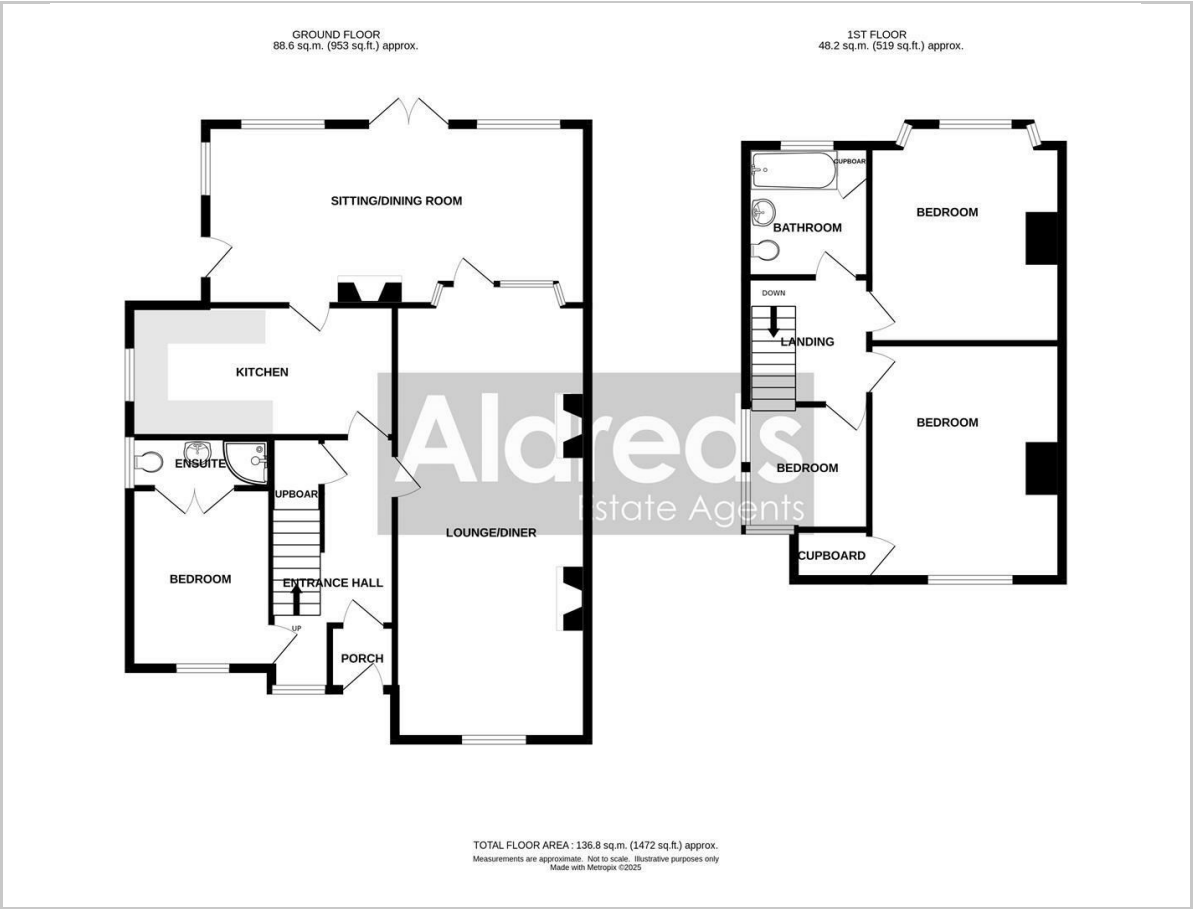 GROUND FLOOR
88.6 sq.m. (953 sq.ft.) approx.
1ST FLOOR
48.2 sq.m. (519 sq.ft.) approx.
SITTING/DINING ROOM
KITCHEN
ENSUITE
UPBOAR
BEDROOM
ENTRANCE HALL
UP
PORCH
LOUNGE/DINER
CUPBOAR
BATHROOM
BEDROOM
DOWN
LANDING
BEDROOM
BEDROOM
CUPBOARD
Aldreds
Estate Agents
TOTAL FLOOR AREA : 136.8 sq.m. (1472 sq.ft.) approx.
Measurements are approximate. Not to scale. Illustrative purposes only
Made with Metropix ©2025